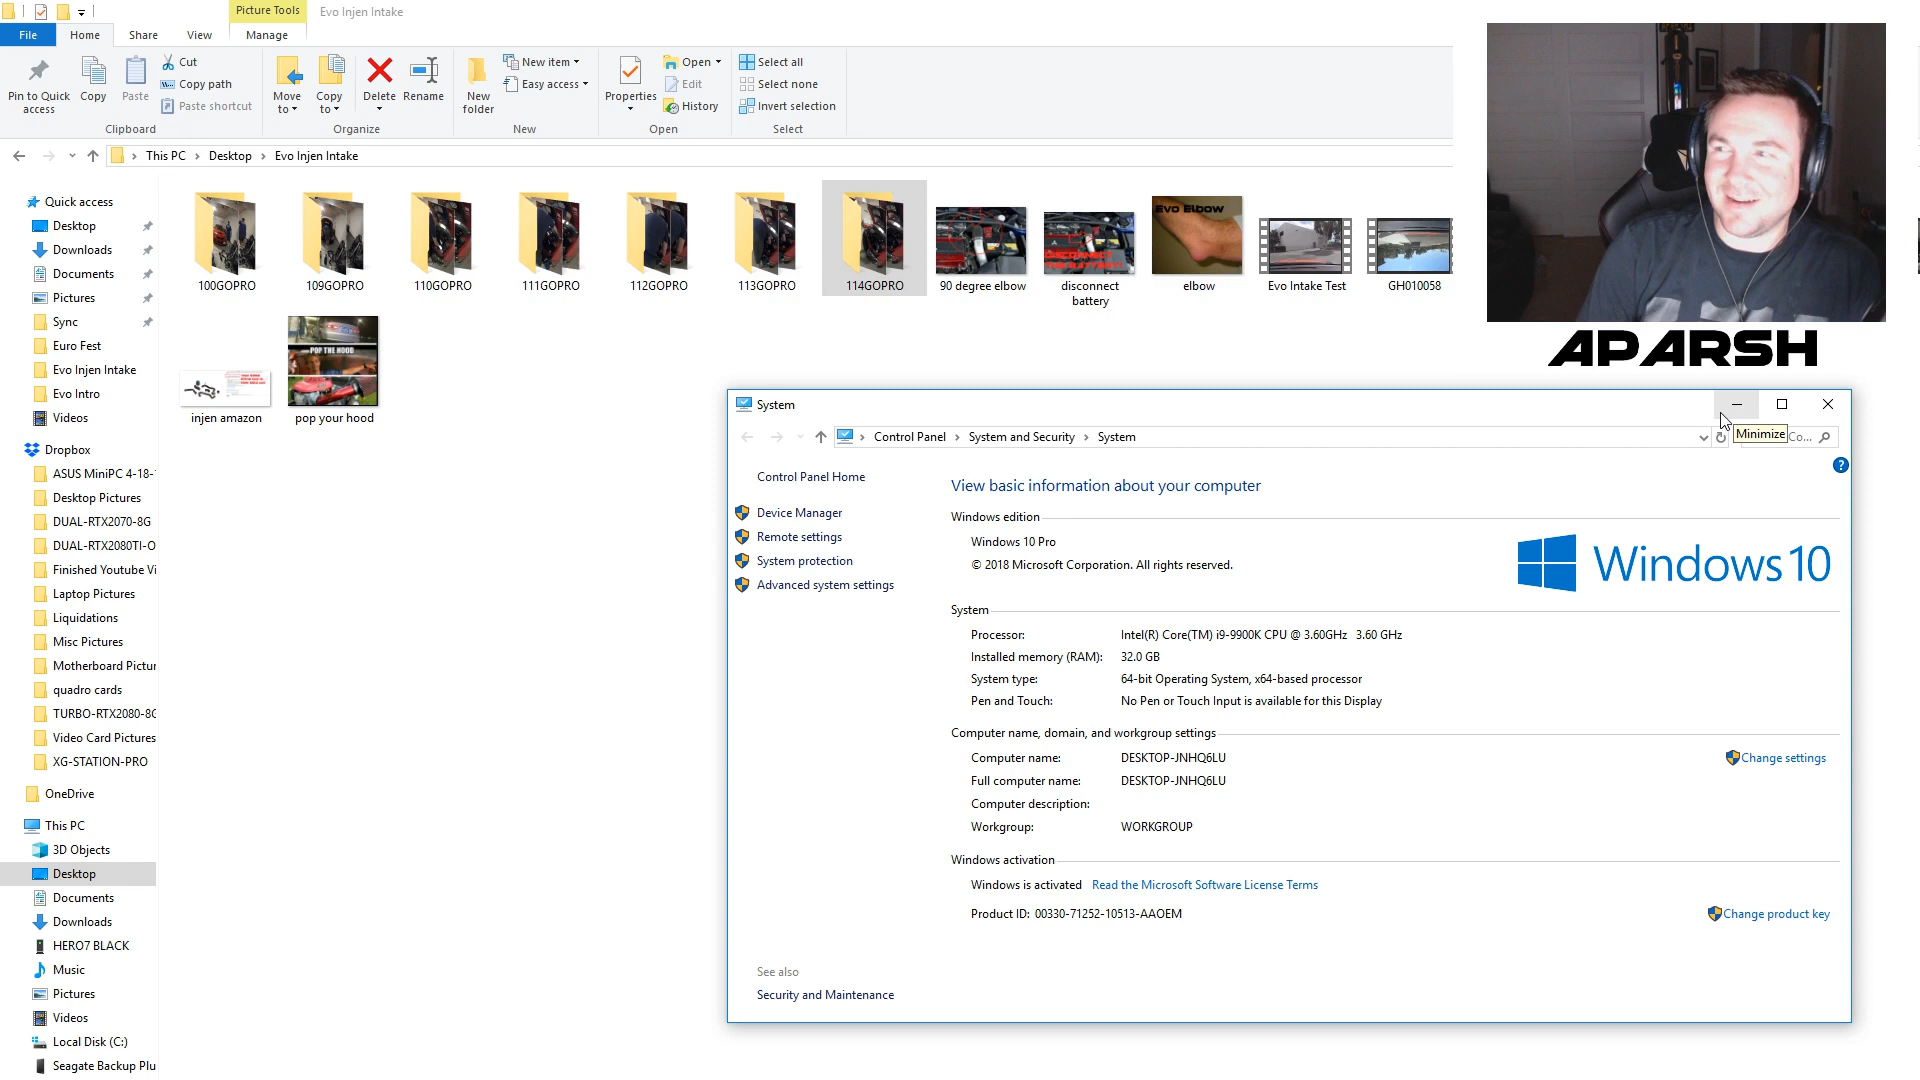 Picture Tools
Evo Injen Intake
File
Home
Share
View
Manage
Pin to Quick access
Copy
Paste
Cut
Copy path
Paste shortcut
Clipboard
Move to
Copy to
Delete
Rename
Organize
New folder
New item
Easy access
New
Properties
Open
Edit
History
Open
Select all
Select none
Invert selection
Select
This PC > Desktop > Evo Injen Intake
Quick access
Desktop
Downloads
Documents
Pictures
Sync
Euro Fest
Evo Injen Intake
Evo Intro
Videos
Dropbox
ASUS MiniPC 4-18-
Desktop Pictures
DUAL-RTX2070-8G
DUAL-RTX2080TI-O
Finished Youtube Vi
Laptop Pictures
Liquidations
Misc Pictures
Motherboard Pictur
quadro cards
TURBO-RTX2080-8G
Video Card Pictures
XG-STATION-PRO
OneDrive
This PC
3D Objects
Desktop
Documents
Downloads
HERO7 BLACK
Music
Pictures
Videos
Local Disk (C:)
Seagate Backup Plu
100GOPRO
109GOPRO
110GOPRO
111GOPRO
112GOPRO
113GOPRO
114GOPRO
90 degree elbow
DISCONNECT
disconnect battery
Evo Elbow
elbow
Evo Intake Test
GH010058
injen amazon
POP THE HOOD
pop your hood
APARSH
System
Minimize
Control Panel > System and Security > System
Co...
Control Panel Home
Device Manager
Remote settings
System protection
Advanced system settings
See also
Security and Maintenance
View basic information about your computer
Windows edition
Windows 10 Pro
© 2018 Microsoft Corporation. All rights reserved.
Windows 10
System
Processor: Intel(R) Core(TM) i9-9900K CPU @ 3.60GHz 3.60 GHz
Installed memory (RAM): 32.0 GB
System type: 64-bit Operating System, x64-based processor
Pen and Touch: No Pen or Touch Input is available for this Display
Computer name, domain, and workgroup settings
Computer name: DESKTOP-JNHQ6LU
Change settings
Full computer name: DESKTOP-JNHQ6LU
Computer description:
Workgroup: WORKGROUP
Windows activation
Windows is activated Read the Microsoft Software License Terms
Product ID: 00330-71252-10513-AAOEM
Change product key